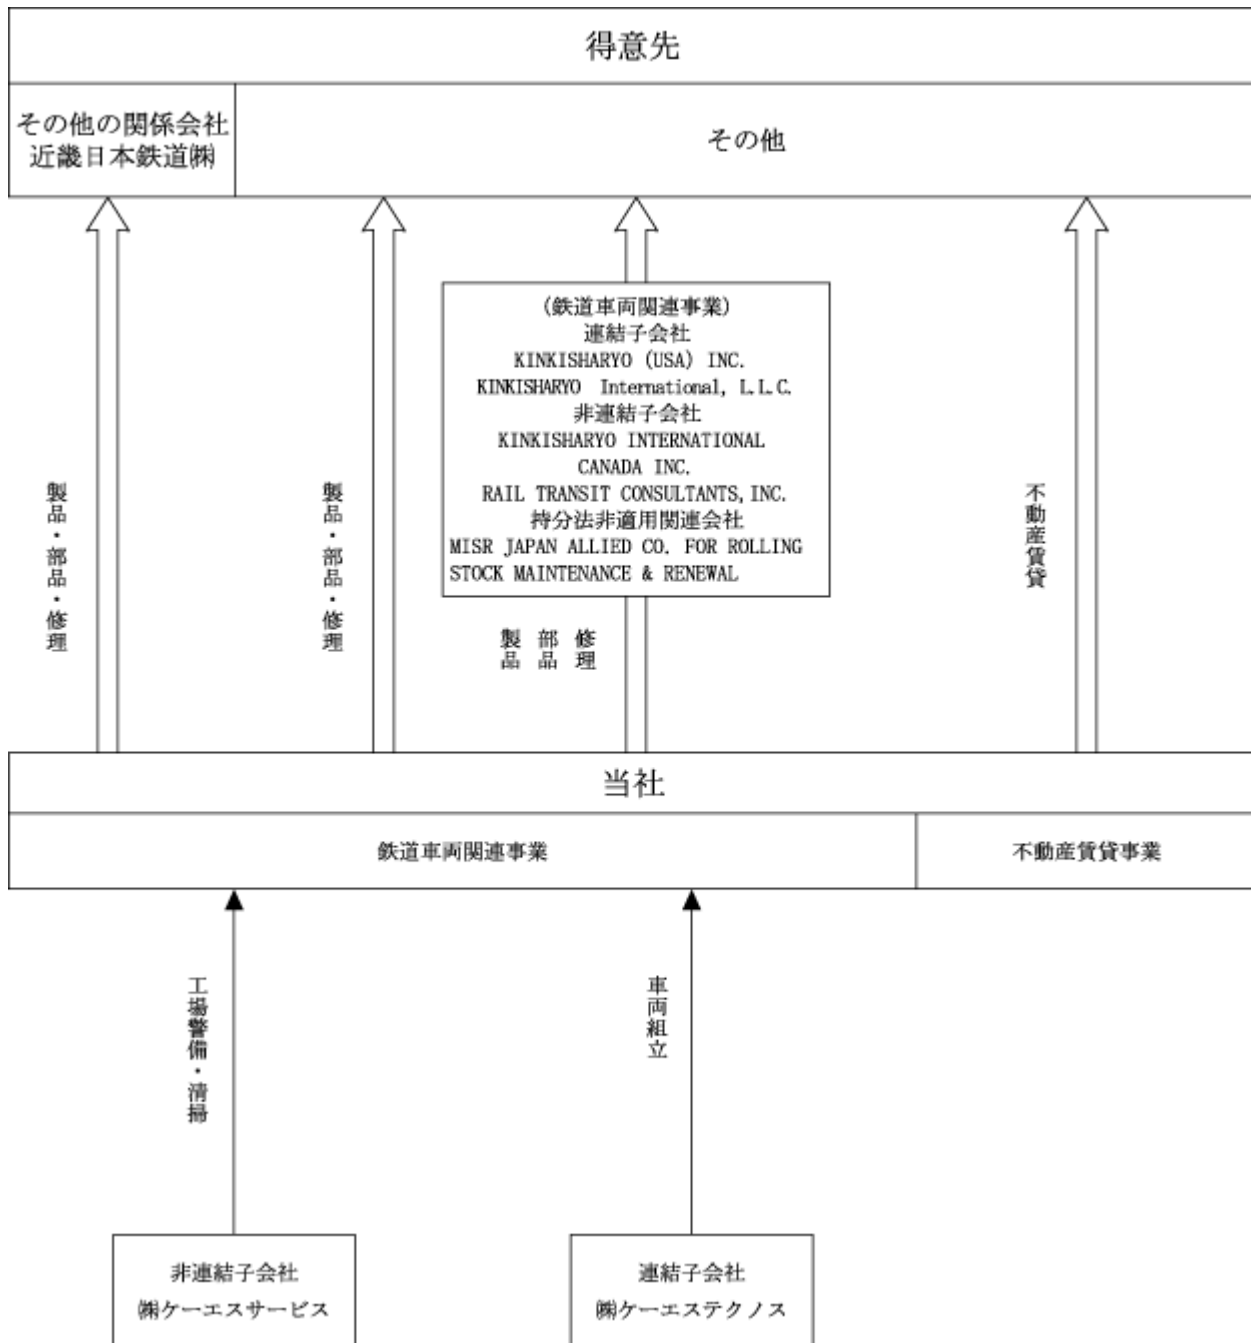 得意先
その他の関係会社
近畿日本鉄道㈱
その他
(鉄道車両関連事業)
連結子会社
KINKISHARYO (USA) INC.
KINKISHARYO International, L.L.C.
非連結子会社
KINKISHARYO INTERNATIONAL
CANADA INC.
RAIL TRANSIT CONSULTANTS, INC.
持分法非適用関連会社
MISR JAPAN ALLIED CO. FOR ROLLING
STOCK MAINTENANCE & RENEWAL
製品・部品・修理
製品・部品・修理
製品
部品
修理
不動産賃貸
当社
鉄道車両関連事業
不動産賃貸事業
工場警備・清掃
車両組立
非連結子会社
㈱ケーエスサービス
連結子会社
㈱ケーエステクノス